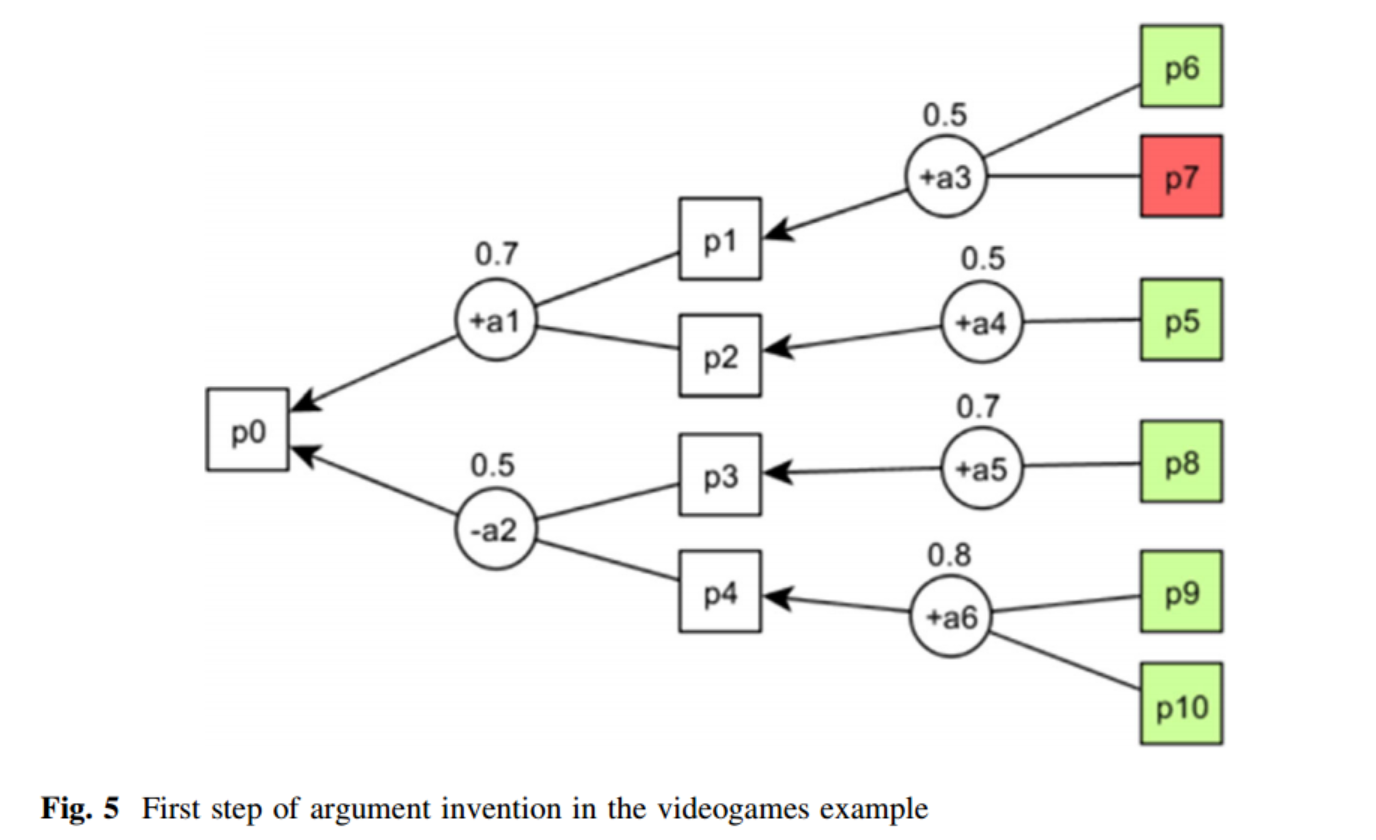 p6
0.5
+a3
p7
p1
0.7
0.5
+a1
+a4
p5
p2
p0
0.7
0.5
p3
+a5
p8
-a2
0.8
p4
+a6
p9
p10
Fig. 5 First step of argument invention in the videogames example